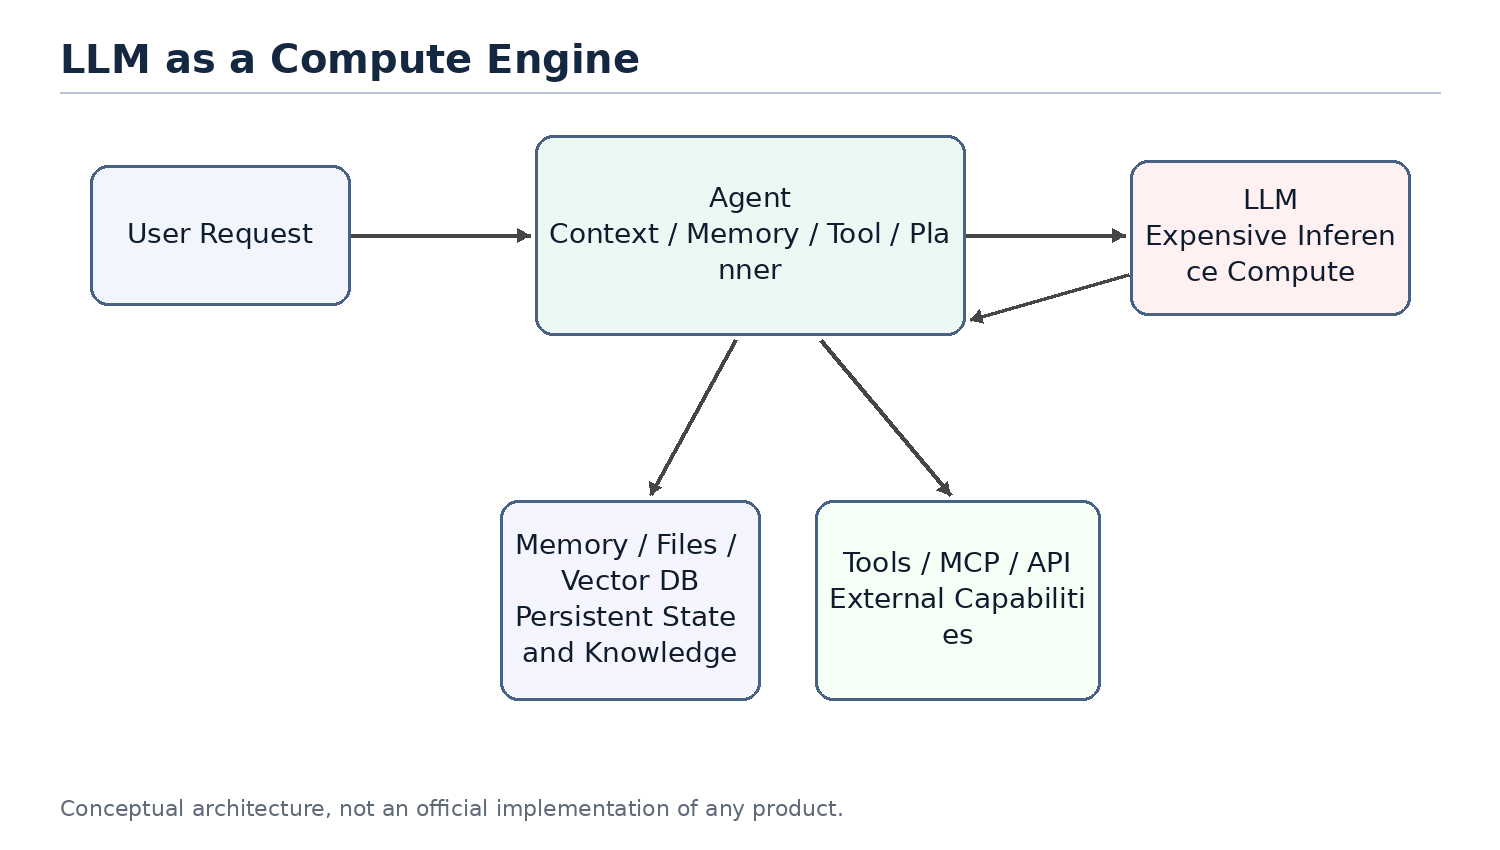 LLM as a Compute Engine
User Request
Agent
Context / Memory / Tool / Pla
nner
LLM
Expensive Inferen
ce Compute
Memory / Files /
Vector DB
Persistent State
and Knowledge
Tools / MCP / API
External Capabiliti
es
Conceptual architecture, not an official implementation of any product.